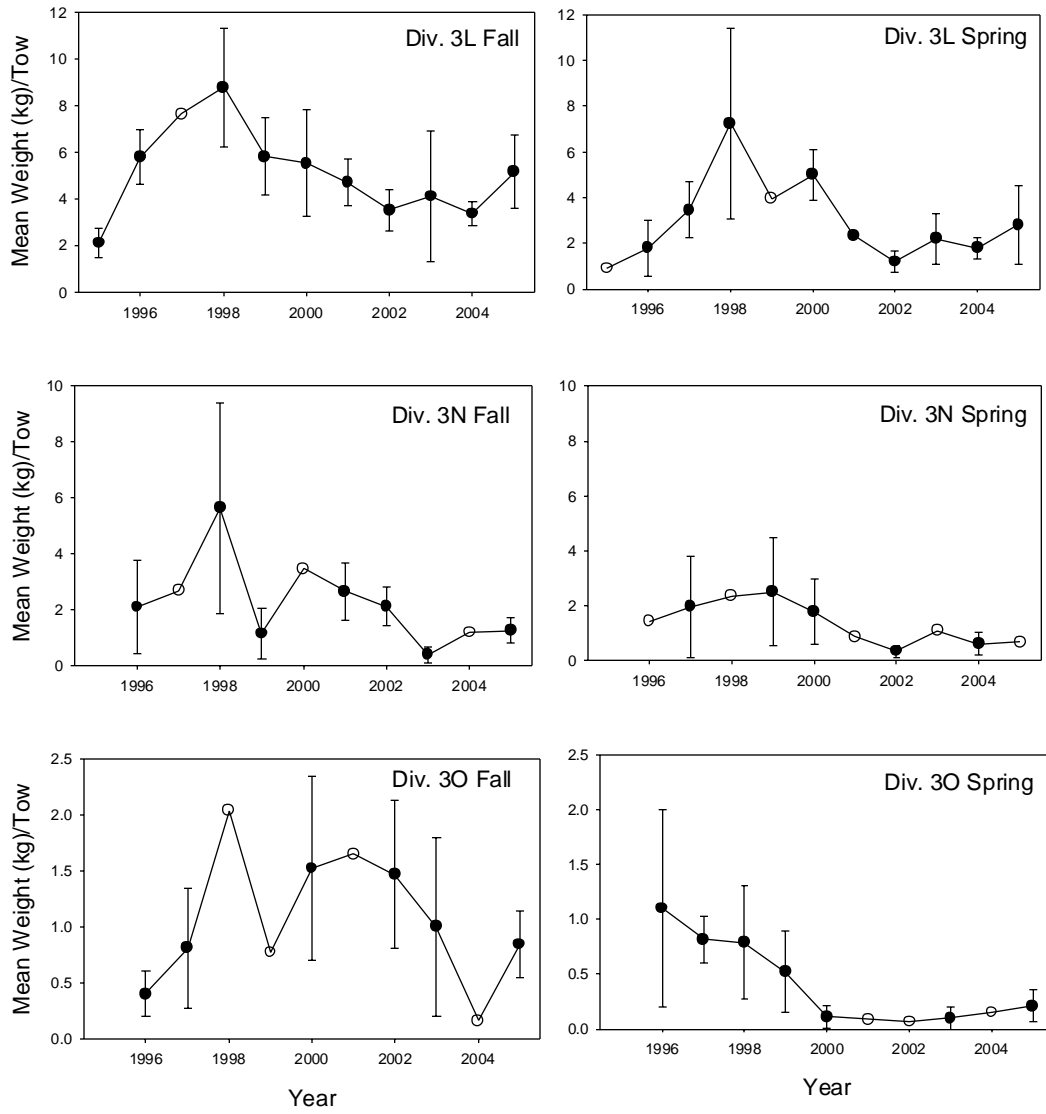 Div. 3L Fall
Mean Weight (kg)/Tow
12
10
8
6
4
2
0
1996 1998 2000 2002 2004
Div. 3L Spring
12
10
8
6
4
2
0
1996 1998 2000 2002 2004
Div. 3N Fall
Mean Weight (kg)/Tow
10
8
6
4
2
0
1996 1998 2000 2002 2004
Div. 3N Spring
10
8
6
4
2
0
1996 1998 2000 2002 2004
Div. 3O Fall
Mean Weight (kg)/Tow
2.5
2.0
1.5
1.0
0.5
0.0
1996 1998 2000 2002 2004
Year
Div. 3O Spring
2.5
2.0
1.5
1.0
0.5
0.0
1996 1998 2000 2002 2004
Year